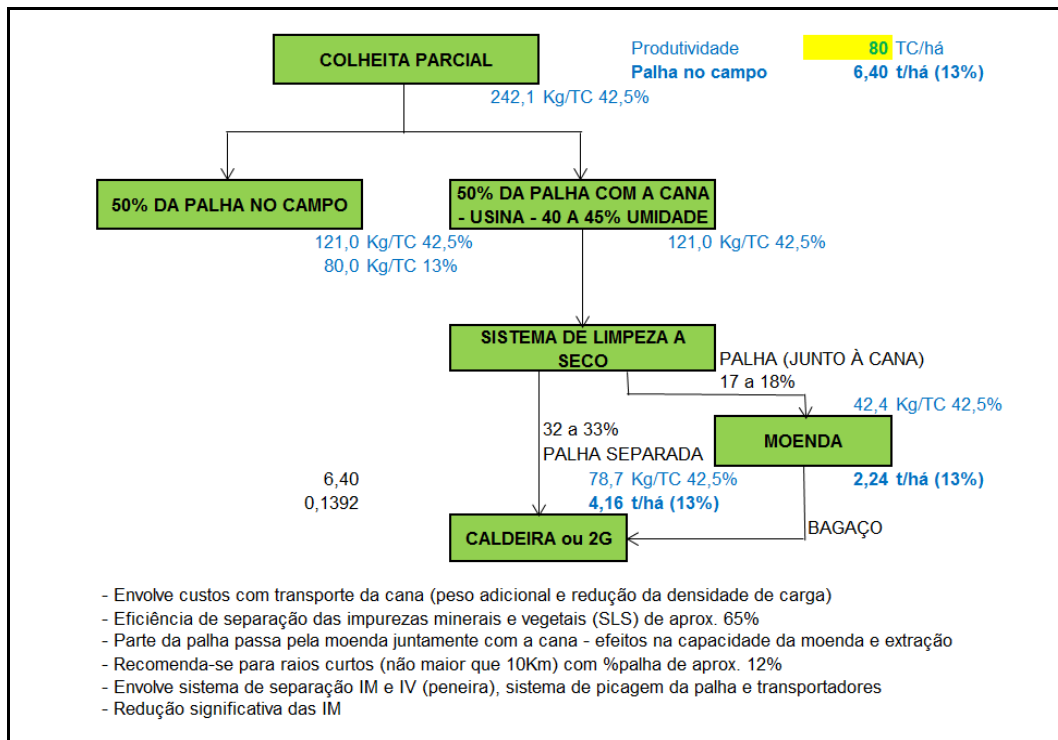 COLHEITA PARCIAL
Produtividade 80 TC/há
Palha no campo 6,40 t/há (13%)
242,1 Kg/TC 42,5%
50% DA PALHA NO CAMPO
50% DA PALHA COM A CANA
- USINA - 40 A 45% UMIDADE
121,0 Kg/TC 42,5%
80,0 Kg/TC 13%
121,0 Kg/TC 42,5%
SISTEMA DE LIMPEZA A
SECO
PALHA (JUNTO À CANA)
17 a 18%
42,4 Kg/TC 42,5%
MOENDA
32 a 33%
PALHA SEPARADA
6,40
78,7 Kg/TC 42,5%
2,24 t/há (13%)
0,1392
4,16 t/há (13%)
BAGAÇO
CALDEIRA ou 2G
- Envolve custos com transporte da cana (peso adicional e redução da densidade de carga)
- Eficiência de separação das impurezas minerais e vegetais (SLS) de aprox. 65%
- Parte da palha passa pela moenda juntamente com a cana - efeitos na capacidade da moenda e extração
- Recomenda-se para raios curtos (não maior que 10Km) com %palha de aprox. 12%
- Envolve sistema de separação IM e IV (peneira), sistema de picagem da palha e transportadores
- Redução significativa das IM